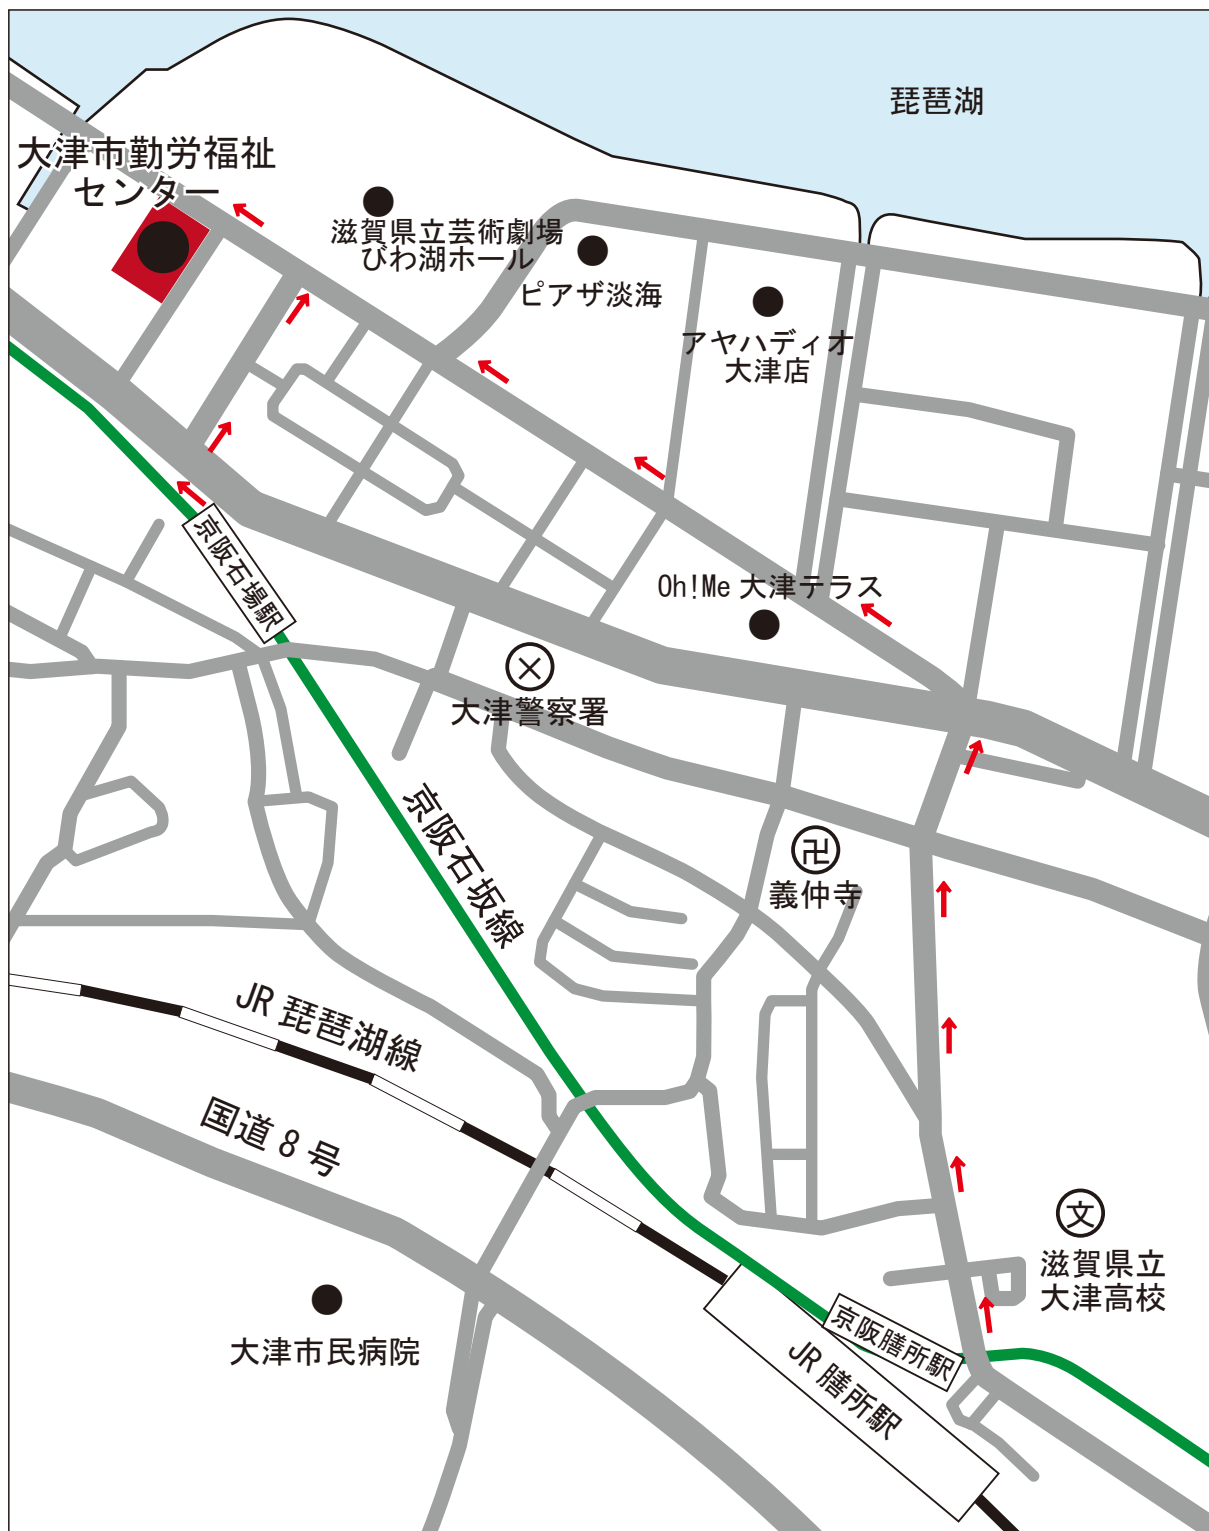 琵琶湖
大津市勤労福祉
センター
滋賀県立芸術劇場
びわ湖ホール
ピアザ淡海
アヤハディオ
大津店
京阪石場駅
Oh!Me 大津テラス
大津警察署
京阪石坂線
卍
義仲寺
JR 琵琶湖線
国道 8 号
文
滋賀県立
大津高校
大津市民病院
京阪膳所駅
JR 膳所駅